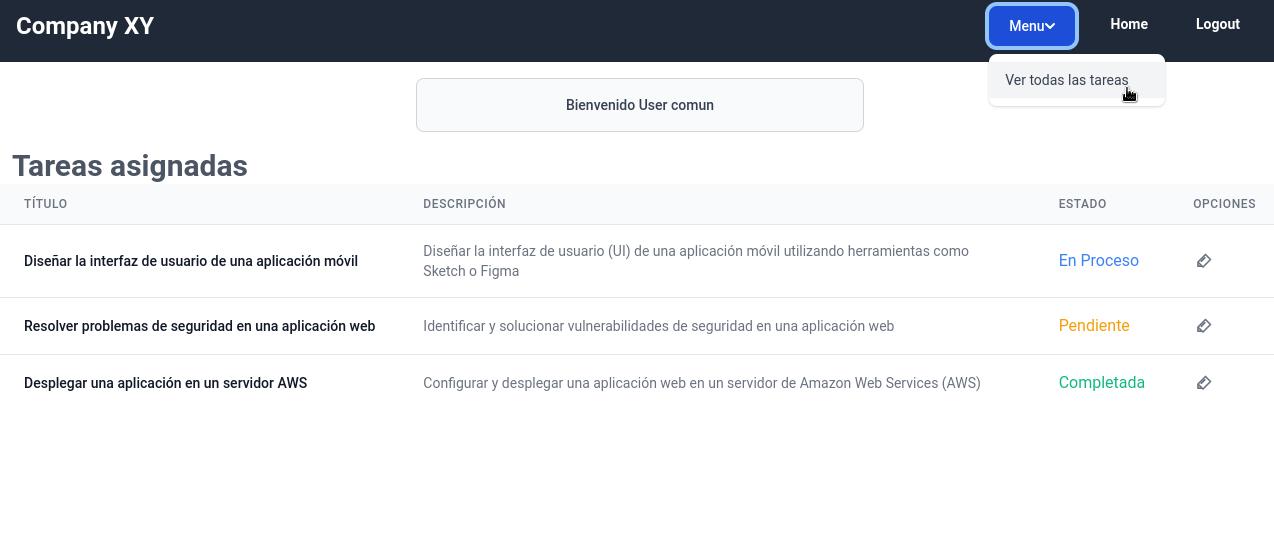 Company XY
Menu
Home
Logout
Ver todas las tareas
Bienvenido User comun
Tareas asignadas
TÍTULO
DESCRIPCIÓN
ESTADO
OPCIONES
Diseñar la interfaz de usuario de una aplicación móvil
Diseñar la interfaz de usuario (UI) de una aplicación móvil utilizando herramientas como
Sketch o Figma
En Proceso
Resolver problemas de seguridad en una aplicación web
Identificar y solucionar vulnerabilidades de seguridad en una aplicación web
Pendiente
Desplegar una aplicación en un servidor AWS
Configurar y desplegar una aplicación web en un servidor de Amazon Web Services (AWS)
Completada